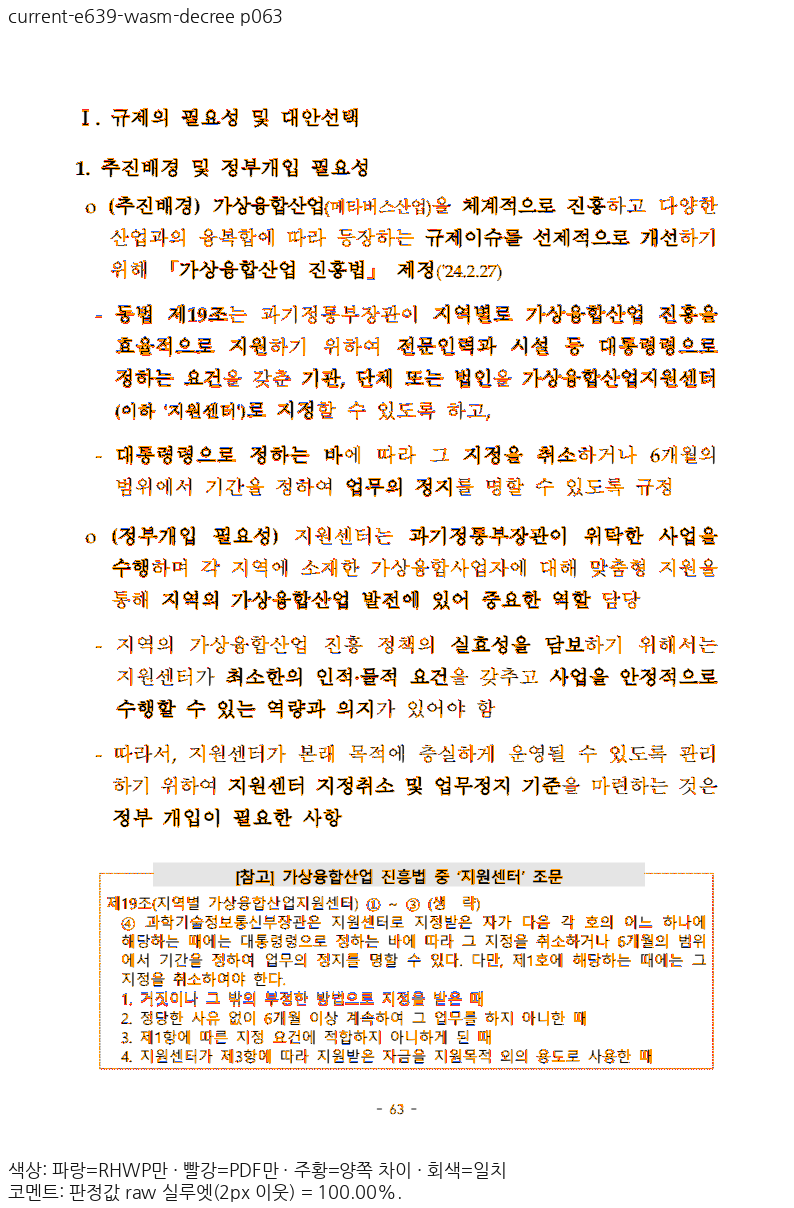 current-e639-wasm-decree p063
Ⅰ. 규제의 필요성 및 대안선택
1. 추진배경 및 정부개입 필요성
o (추진배경) 가상융합산업(메타버스산업)을 체계적으로 진흥하고 다양한
산업과의 융복합에 따라 등장하는 규제이슈를 선제적으로 개선하기
위해 『가상융합산업 진흥법』 제정('24.2.27)
- 동법 제19조는 과기정통부장관이 지역별로 가상융합산업 진흥을
효율적으로 지원하기 위하여 전문인력과 시설 등 대통령령으로
정하는 요건을 갖춘 기관, 단체 또는 법인을 가상융합산업지원센터
(이하 '지원센터')로 지정할 수 있도록 하고,
- 대통령령으로 정하는 바에 따라 그 지정을 취소하거나 6개월의
범위에서 기간을 정하여 업무의 정지를 명할 수 있도록 규정
o (정부개입 필요성) 지원센터는 과기정통부장관이 위탁한 사업을
수행하며 각 지역에 소재한 가상융합사업자에 대해 맞춤형 지원을
통해 지역의 가상융합산업 발전에 있어 중요한 역할 담당
- 지역의 가상융합산업 진흥 정책의 실효성을 담보하기 위해서는
지원센터가 최소한의 인적·물적 요건을 갖추고 사업을 안정적으로
수행할 수 있는 역량과 의지가 있어야 함
- 따라서, 지원센터가 본래 목적에 충실하게 운영될 수 있도록 관리
하기 위하여 지원센터 지정취소 및 업무정지 기준을 마련하는 것은
정부 개입이 필요한 사항
[참고] 가상융합산업 진흥법 중 '지원센터' 조문
제19조(지역별 가상융합산업지원센터) ① ~ ③ (생 략)
④ 과학기술정보통신부장관은 지원센터로 지정받은 자가 다음 각 호의 어느 하나에
해당하는 때에는 대통령령으로 정하는 바에 따라 그 지정을 취소하거나 6개월의 범위
에서 기간을 정하여 업무의 정지를 명할 수 있다. 다만, 제1호에 해당하는 때에는 그
지정을 취소하여야 한다.
1. 거짓이나 그 밖의 부정한 방법으로 지정을 받은 때
2. 정당한 사유 없이 6개월 이상 계속하여 그 업무를 하지 아니한 때
3. 제1항에 따른 지정 요건에 적합하지 아니하게 된 때
4. 지원센터가 제3항에 따라 지원받은 자금을 지원목적 외의 용도로 사용한 때
- 63 -
색상: 파랑=RHWP만 · 빨강=PDF만 · 주황=양쪽 차이 · 회색=일치
코멘트: 판정값 raw 실루엣(2px 이웃) = 100.00%.